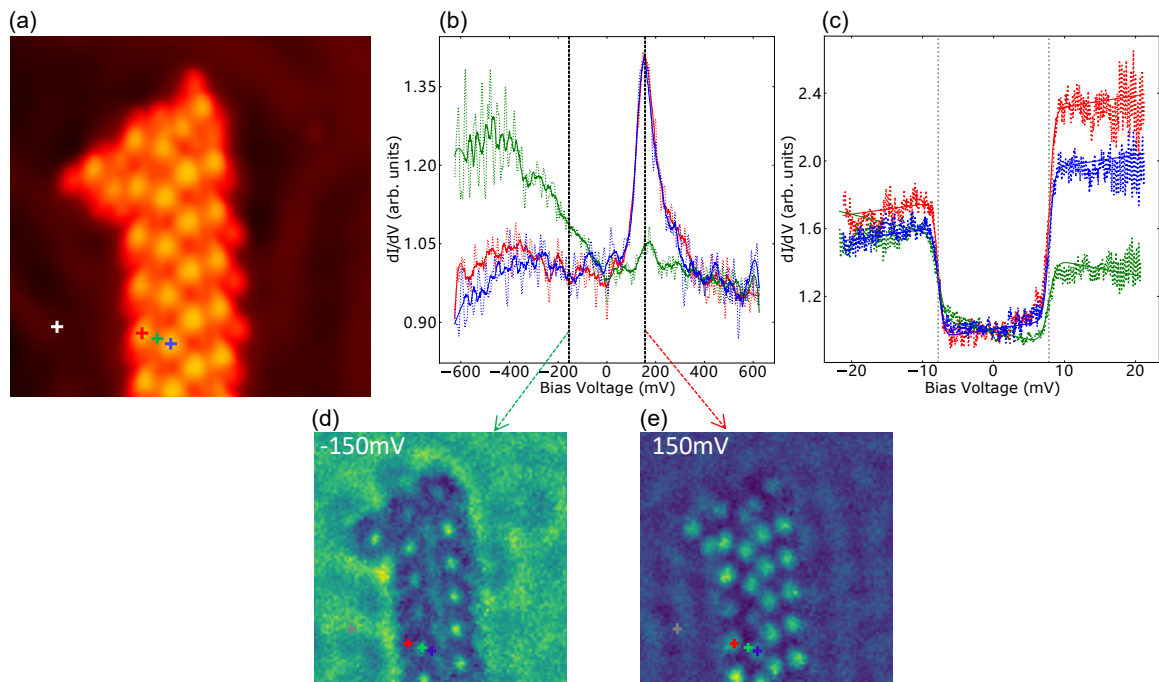 (a)
(b)
(c)
dI/dV (arb. units)
1.35
1.20
1.05
0.90
−600 −400 −200 0 200 400 600
Bias Voltage (mV)
dI/dV (arb. units)
2.4
2.0
1.6
1.2
−20 −10 0 10 20
Bias Voltage (mV)
(d)
-150mV
(e)
150mV